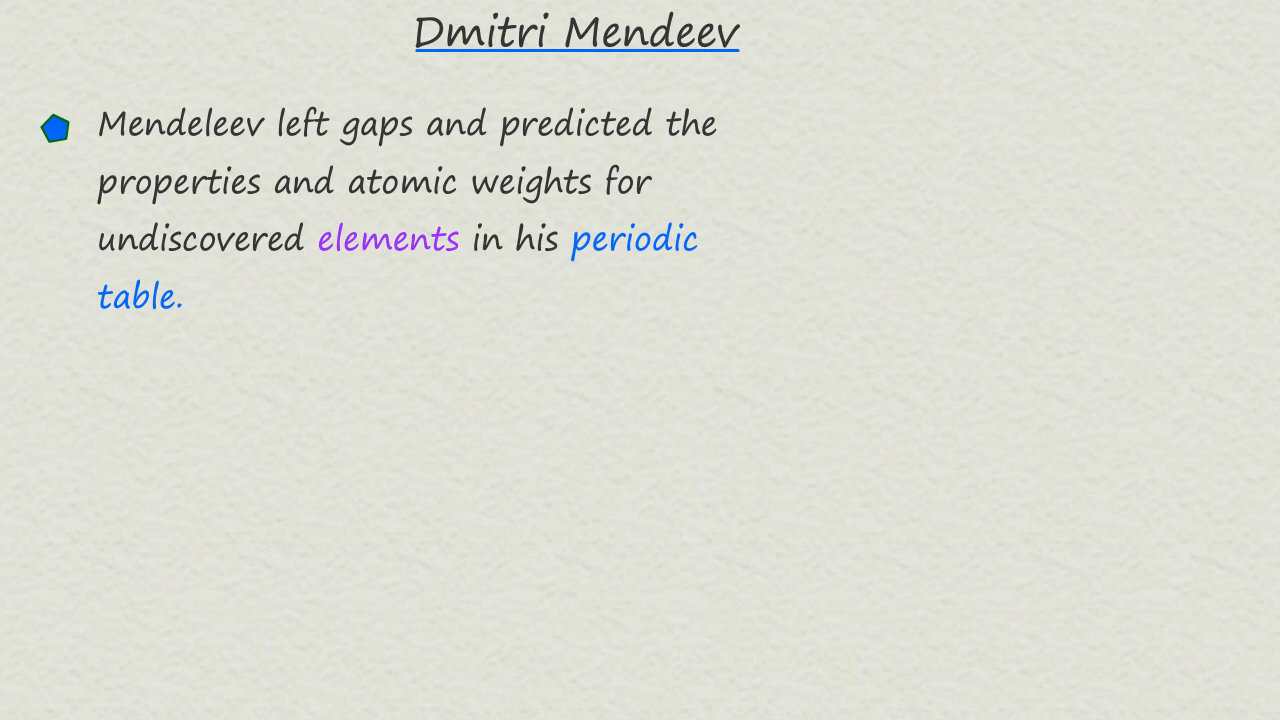 Dmitri Mendeev
Mendeleev left gaps and predicted the
properties and atomic weights for
undiscovered elements in his periodic
table.